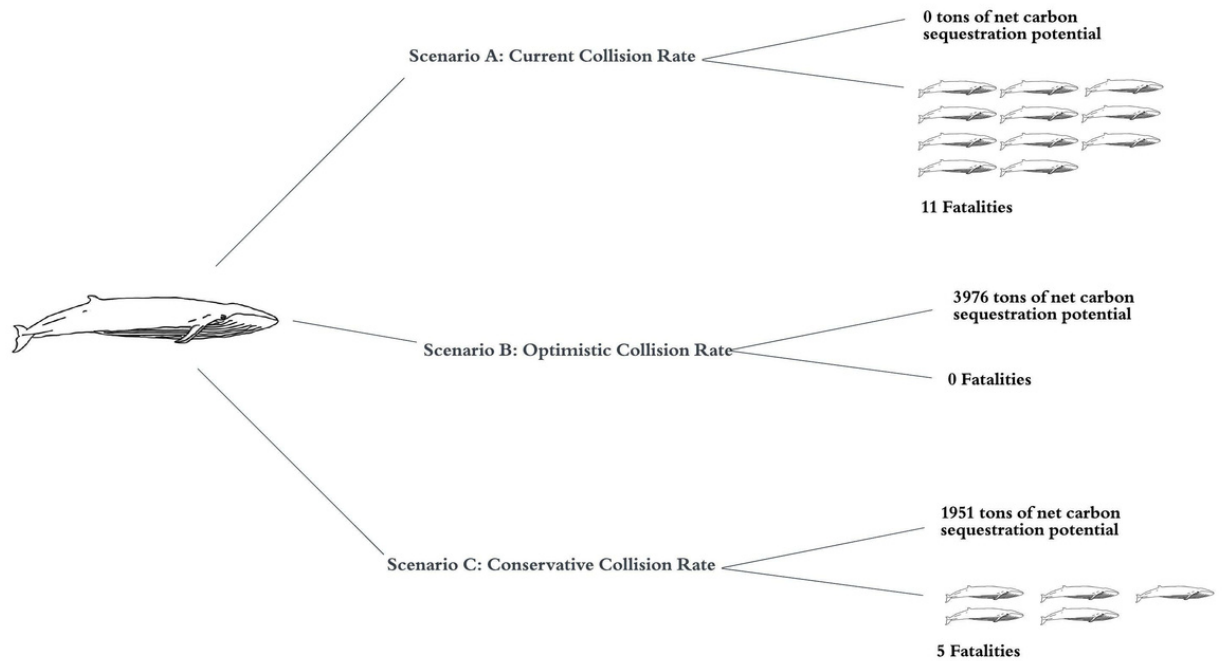 0 tons of net carbon
sequestration potential
Scenario A: Current Collision Rate
11 Fatalities
3976 tons of net carbon
sequestration potential
Scenario B: Optimistic Collision Rate
0 Fatalities
1951 tons of net carbon
sequestration potential
Scenario C: Conservative Collision Rate
5 Fatalities